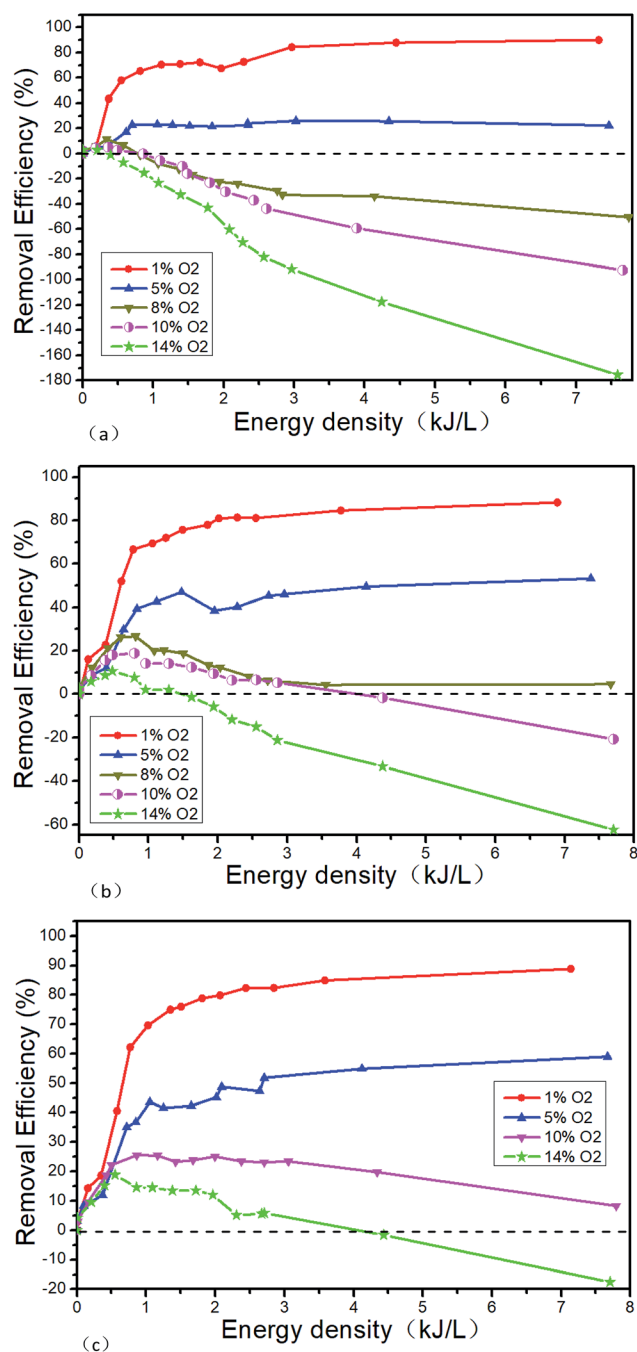 Removal Efficiency (%)
100
80
60
40
20
0
-20
-40
-60
-80
-100
-120
-140
-160
-180
1% O2
5% O2
8% O2
10% O2
14% O2
0 1 2 3 4 5 6 7
Energy density（kJ/L）
（a）
Removal Efficiency (%)
100
80
60
40
20
0
-20
-40
-60
1% O2
5% O2
8% O2
10% O2
14% O2
0 1 2 3 4 5 6 7 8
Energy density（kJ/L）
（b）
Removal Efficiency (%)
100
90
80
70
60
50
40
30
20
10
0
-10
-20
1% O2
5% O2
10% O2
14% O2
0 1 2 3 4 5 6 7 8
Energy density（kJ/L）
（c）